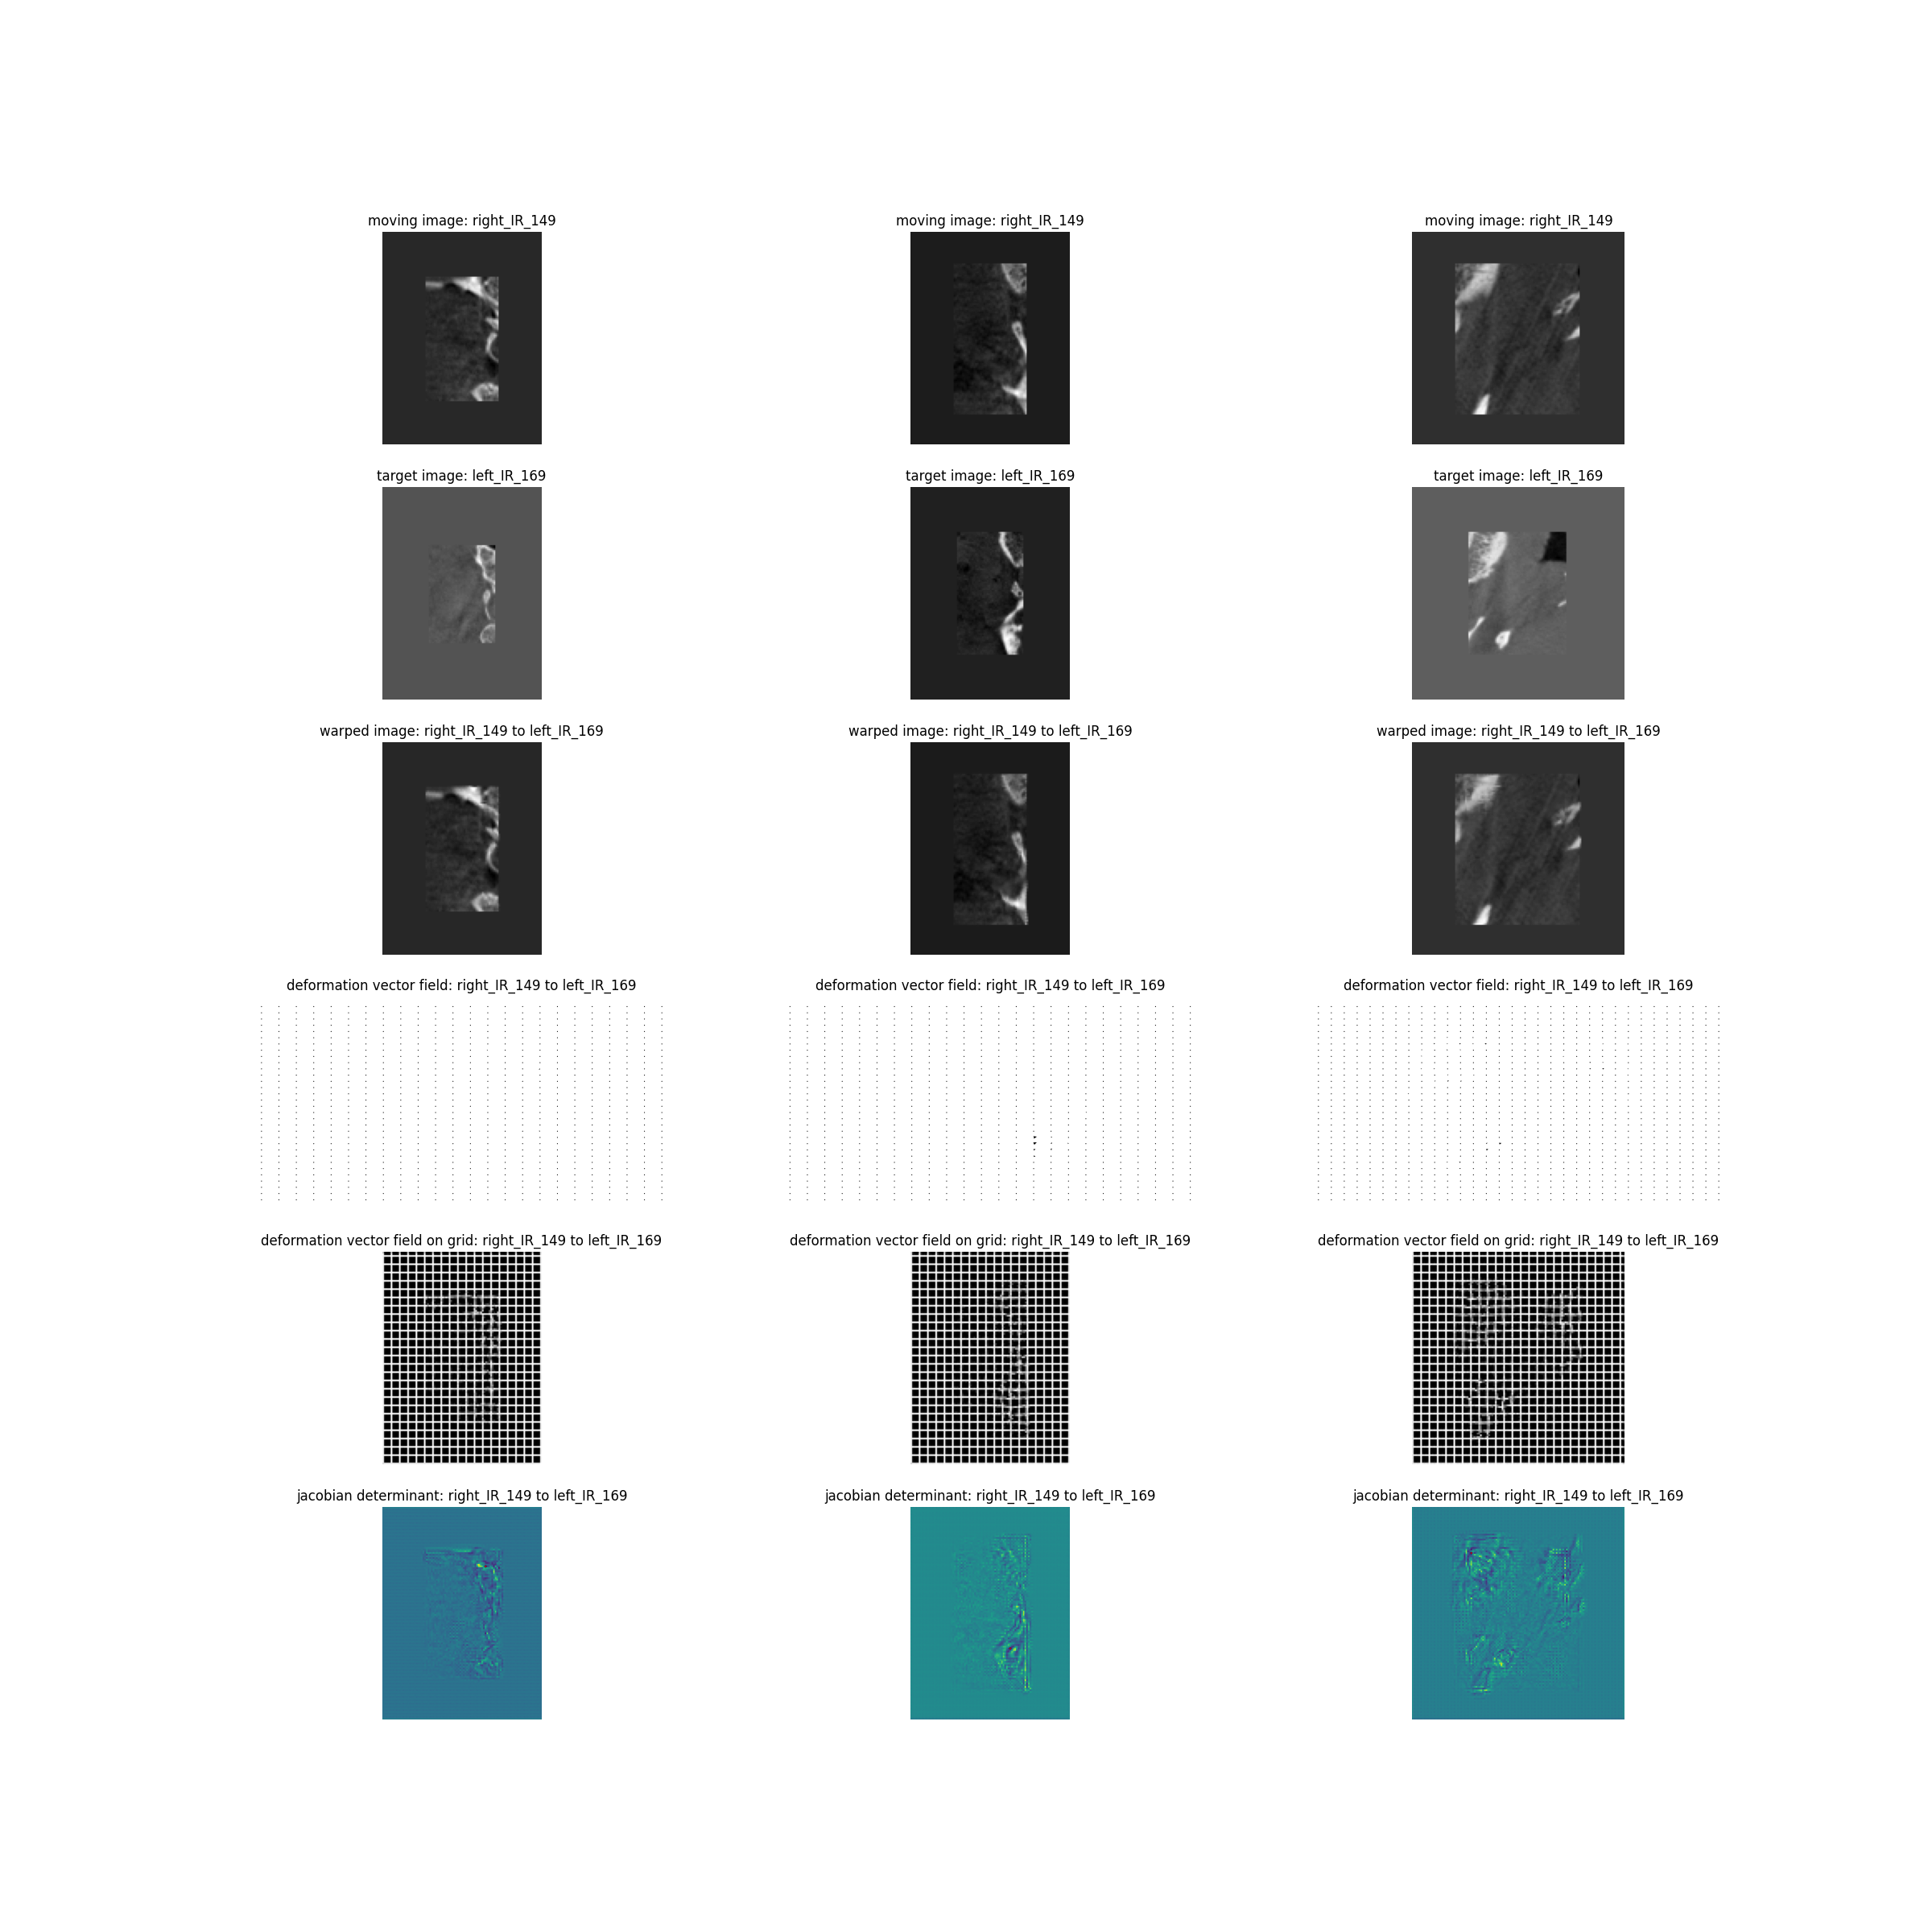 moving image: right_IR_149
moving image: right_IR_149
moving image: right_IR_149
target image: left_IR_169
target image: left_IR_169
target image: left_IR_169
warped image: right_IR_149 to left_IR_169
warped image: right_IR_149 to left_IR_169
warped image: right_IR_149 to left_IR_169
deformation vector field: right_IR_149 to left_IR_169
deformation vector field: right_IR_149 to left_IR_169
deformation vector field: right_IR_149 to left_IR_169
deformation vector field on grid: right_IR_149 to left_IR_169
deformation vector field on grid: right_IR_149 to left_IR_169
deformation vector field on grid: right_IR_149 to left_IR_169
jacobian determinant: right_IR_149 to left_IR_169
jacobian determinant: right_IR_149 to left_IR_169
jacobian determinant: right_IR_149 to left_IR_169